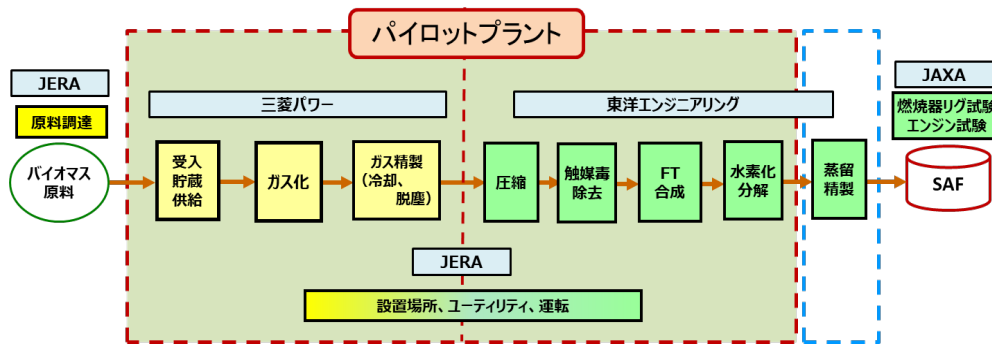 パイロットプラント
JERA
原料調達
バイオマス
原料
三菱パワー
受入
貯蔵
供給
ガス化
ガス精製
(冷却、
脱塵)
東洋エンジニアリング
圧縮
触媒毒
除去
FT
合成
水素化
分解
蒸留
精製
JAXA
燃焼器リグ試験
エンジン試験
SAF
JERA
設置場所、ユーティリティ、運転